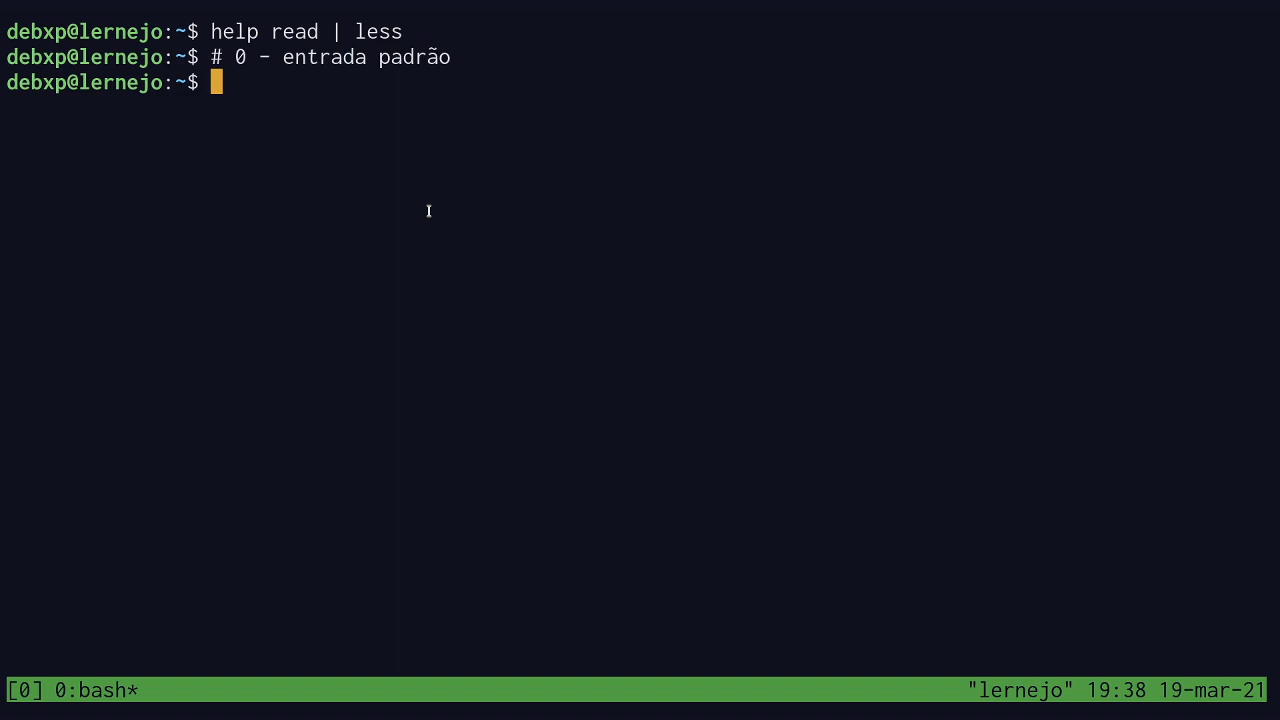 debxp@lernejo:~$ help read | less
debxp@lernejo:~$ # 0 - entrada padrão
debxp@lernejo:~$
[0] 0:bash* "lernejo" 19:38 19-mar-21